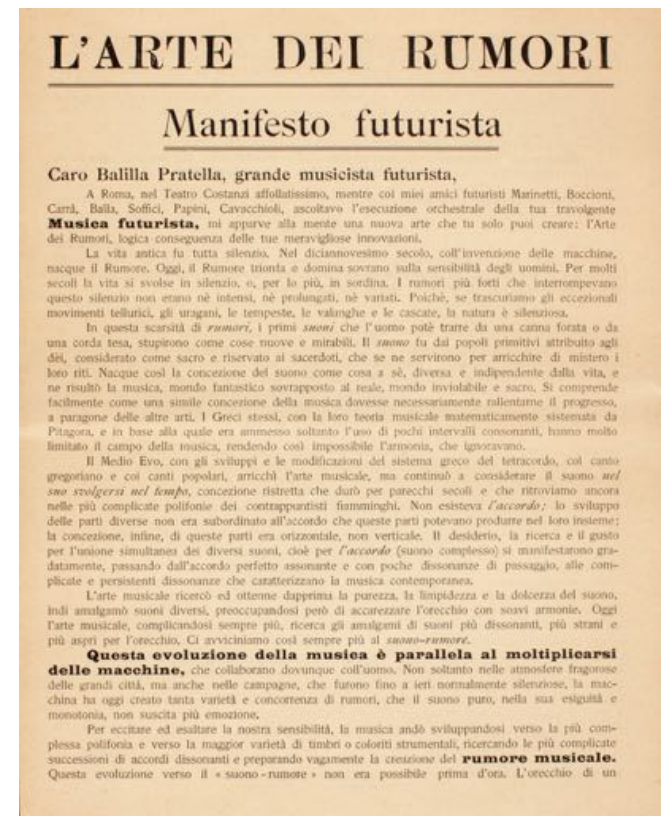 L'ARTE DEI RUMORI
Manifesto futurista
Caro Balilla Pratella, grande musicista futurista,
A Roma, nel Teatro Costanzi affollatissimo, mentre coi miei amici futuristi Marinetti, Boccioni,
Carrà, Balla, Soffici, Papini, Cavacchioli, ascoltavo l'esecuzione orchestrale della tua travolgente
Musica futurista, mi apparve alla mente una nuova arte che tu solo puoi creare: l'Arte
dei Rumori, logica conseguenza delle tue meravigliose innovazioni.
La vita antica fu tutta silenzio. Nel diciannovesimo secolo, coll'invenzione delle macchine,
nacque il Rumore. Oggi, il Rumore trionfa e domina sovrano sulla sensibilità degli uomini. Per molti
secoli la vita si svolse in silenzio, o, per lo più, in sordina. I rumori più forti che interrompevano
questo silenzio non erano nè intensi, nè prolungati, nè variati. Poichè, se trascuriamo gli eccezionali
movimenti tellurici, gli uragani, le tempeste, le valanghe e le cascate, la natura è silenziosa.
In questa scarsità di rumori, i primi suoni che l'uomo potè trarre da una canna forata o da
una corda tesa, stupirono come cose nuove e mirabili. Il suono fu dai popoli primitivi attribuito agli
dèi, considerato come sacro e riservato ai sacerdoti, che se ne servirono per arricchire di mistero i
loro riti. Nacque così la concezione del suono come cosa a sè, diversa e indipendente dalla vita, e
ne risultò la musica, mondo fantastico sovrapposto al reale, mondo inviolabile e sacro. Si comprende
facilmente come una simile concezione della musica dovesse necessariamente rallentarne il progresso,
a paragone delle altre arti. I Greci stessi, con la loro teoria musicale matematicamente sistemata da
Pitagora, e in base alla quale era ammesso soltanto l'uso di pochi intervalli consonanti, hanno molto
limitato il campo della musica, rendendo così impossibile l'armonia, che ignoravano.
Il Medio Evo, con gli sviluppi e le modificazioni del sistema greco del tetracordo, col canto
gregoriano e coi canti popolari, arricchì l'arte musicale, ma continuò a considerare il suono nel
suo svolgersi nel tempo, concezione ristretta che durò per parecchi secoli e che ritroviamo ancora
nelle più complicate polifonie dei contrappuntisti fiamminghi. Non esisteva l'accordo; lo sviluppo
delle parti diverse non era subordinato all'accordo che queste parti potevano produrre nel loro insieme;
la concezione, infine, di queste parti era orizzontale, non verticale. Il desiderio, la ricerca e il gusto
per l'unione simultanea dei diversi suoni, cioè per l'accordo (suono complesso) si manifestarono gra-
datamente, passando dall'accordo perfetto assonante e con poche dissonanze di passaggio, alle com-
plicate e persistenti dissonanze che caratterizzano la musica contemporanea.
L'arte musicale ricercò ed ottenne dapprima la purezza, la limpidezza e la dolcezza del suono,
indi amalgamò suoni diversi, preoccupandosi però di accarezzare l'orecchio con soavi armonie. Oggi
l'arte musicale, complicandosi sempre più, ricerca gli amalgami di suoni più dissonanti, più strani e
più aspri per l'orecchio. Ci avviciniamo così sempre più al suono-rumore.
Questa evoluzione della musica è parallela al moltiplicarsi
delle macchine, che collaborano dovunque coll'uomo. Non soltanto nelle atmosfere fragorose
delle grandi città, ma anche nelle campagne, che furono fino a ieri normalmente silenziose, la mac-
china ha oggi creato tanta varietà e concorrenza di rumori, che il suono puro, nella sua esiguità e
monotonia, non suscita più emozione.
Per eccitare ed esaltare la nostra sensibilità, la musica andò sviluppandosi verso la più com-
plessa polifonia e verso la maggior varietà di timbri o coloriti strumentali, ricercando le più complicate
successioni di accordi dissonanti e preparando vagamente la creazione del rumore musicale.
Questa evoluzione verso il « suono-rumore » non era possibile prima d'ora. L'orecchio di un